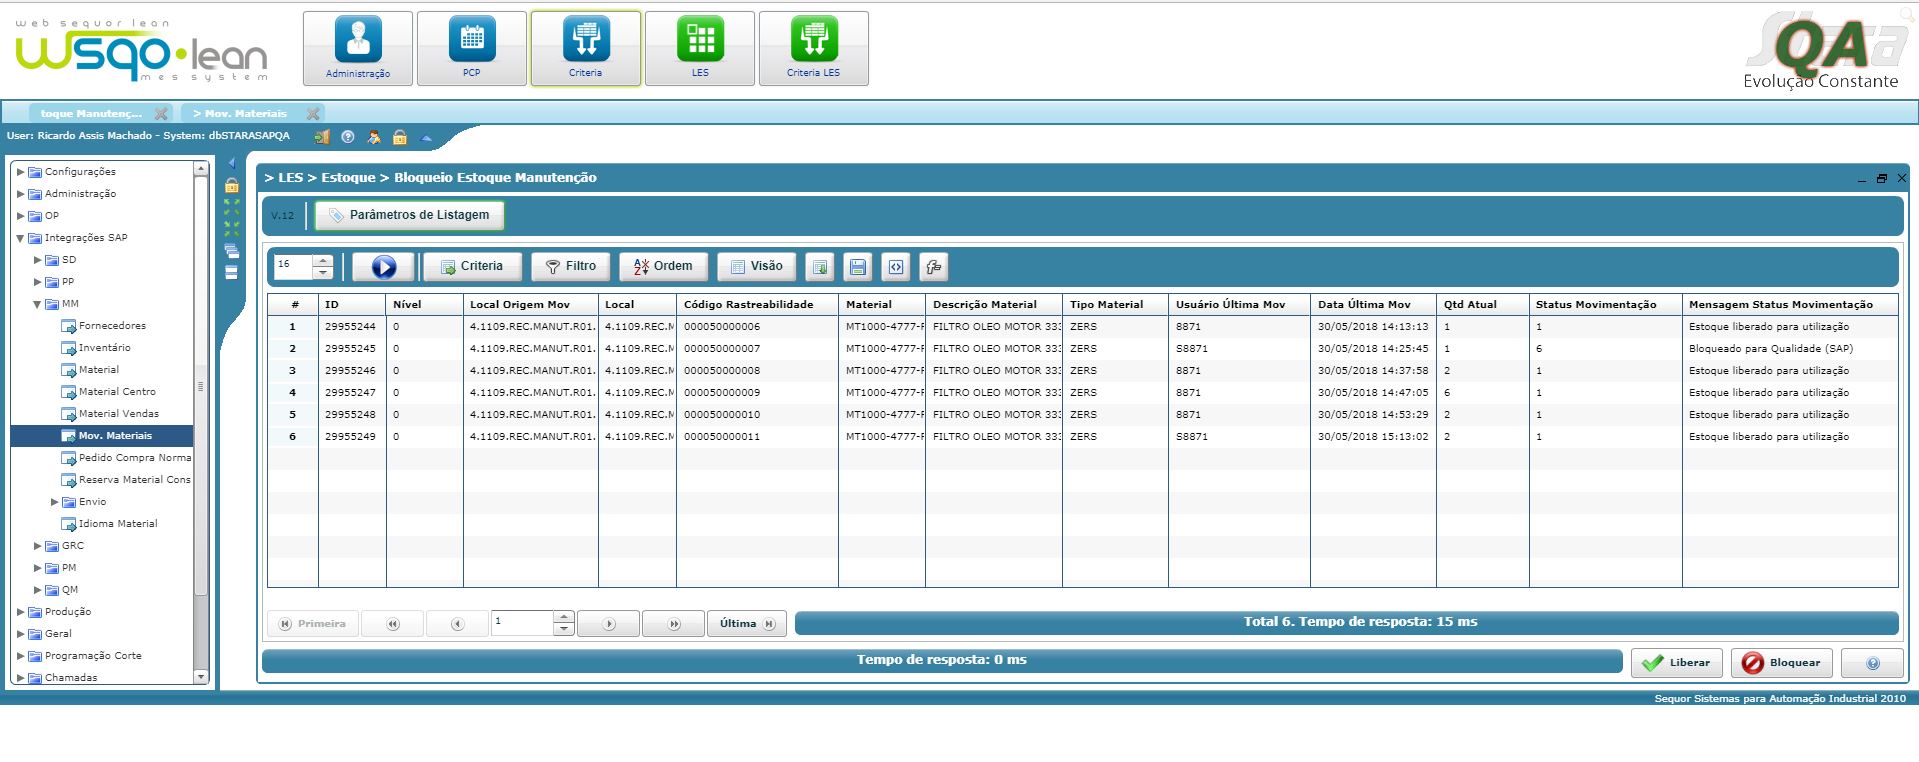 web sequor lean
wsqo•lean
mes system
Administração
PCP
Criteria
LES
Criteria LES
QA
Evolução Constante
toque Manutenç...
> Mov. Materiais
User: Ricardo Assis Machado - System: dbSTARASAPQA
Configurações
Administração
OP
Integrações SAP
SD
PP
MM
Fornecedores
Inventário
Material
Material Centro
Material Vendas
Mov. Materiais
Pedido Compra Norma
Reserva Material Cons
Envio
Idioma Material
GRC
PM
QM
Produção
Geral
Programação Corte
Chamadas
> LES > Estoque > Bloqueio Estoque Manutenção
V.12 Parâmetros de Listagem
16 Criteria Filtro Ordem Visão
# ID Nível Local Origem Mov Local Código Rastreabilidade Material Descrição Material Tipo Material Usuário Última Mov Data Última Mov Qtd Atual Status Movimentação Mensagem Status Movimentação
1 29955244 0 4.1109.REC.MANUT.R01. 4.1109.REC.M 000050000006 MT1000-4777-F FILTRO OLEO MOTOR 333 ZERS 8871 30/05/2018 14:13:13 1 1 Estoque liberado para utilização
2 29955245 0 4.1109.REC.MANUT.R01. 4.1109.REC.M 000050000007 MT1000-4777-F FILTRO OLEO MOTOR 333 ZERS S8871 30/05/2018 14:25:45 1 6 Bloqueado para Qualidade (SAP)
3 29955246 0 4.1109.REC.MANUT.R01. 4.1109.REC.M 000050000008 MT1000-4777-F FILTRO OLEO MOTOR 333 ZERS 8871 30/05/2018 14:37:58 2 1 Estoque liberado para utilização
4 29955247 0 4.1109.REC.MANUT.R01. 4.1109.REC.M 000050000009 MT1000-4777-F FILTRO OLEO MOTOR 333 ZERS 8871 30/05/2018 14:47:05 6 1 Estoque liberado para utilização
5 29955248 0 4.1109.REC.MANUT.R01. 4.1109.REC.M 000050000010 MT1000-4777-F FILTRO OLEO MOTOR 333 ZERS 8871 30/05/2018 14:53:29 2 1 Estoque liberado para utilização
6 29955249 0 4.1109.REC.MANUT.R01. 4.1109.REC.M 000050000011 MT1000-4777-F FILTRO OLEO MOTOR 333 ZERS S8871 30/05/2018 15:13:02 2 1 Estoque liberado para utilização
Primeira 1 Última Total 6. Tempo de resposta: 15 ms
Tempo de resposta: 0 ms Liberar Bloquear
Sequor Sistemas para Automação Industrial 2010